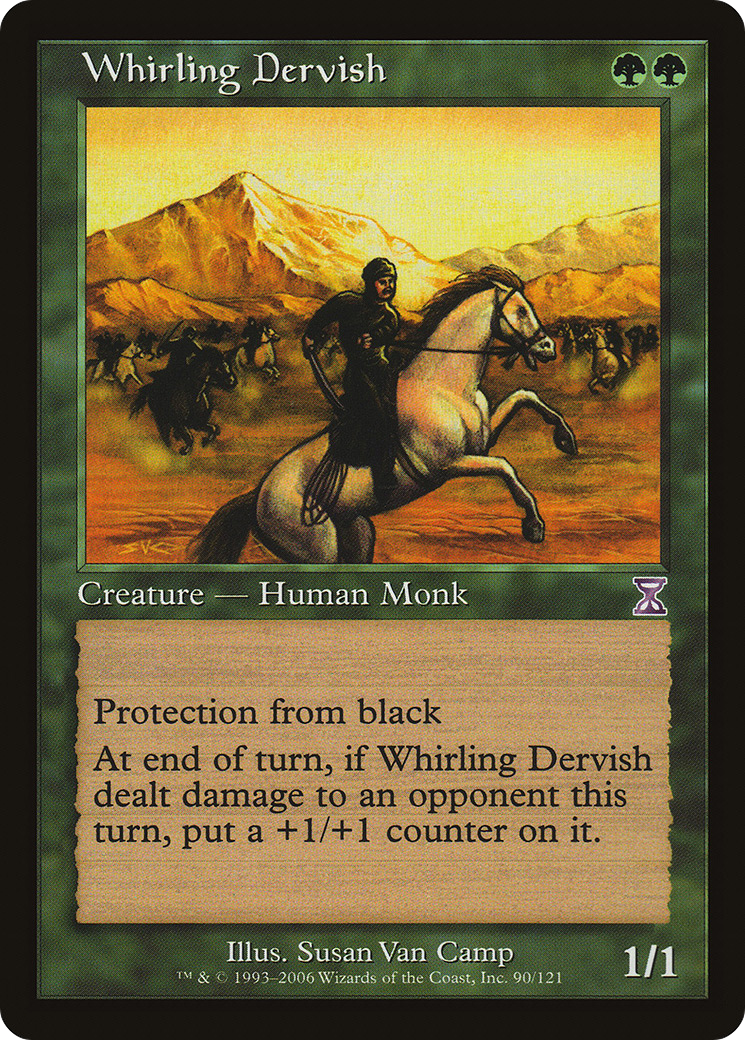 Whirling Dervish
SVC
Creature — Human Monk
Protection from black
At end of turn, if Whirling Dervish
dealt damage to an opponent this
turn, put a +1/+1 counter on it.
Illus. Susan Van Camp
™ & © 1993–2006 Wizards of the Coast, Inc. 90/121
1/1